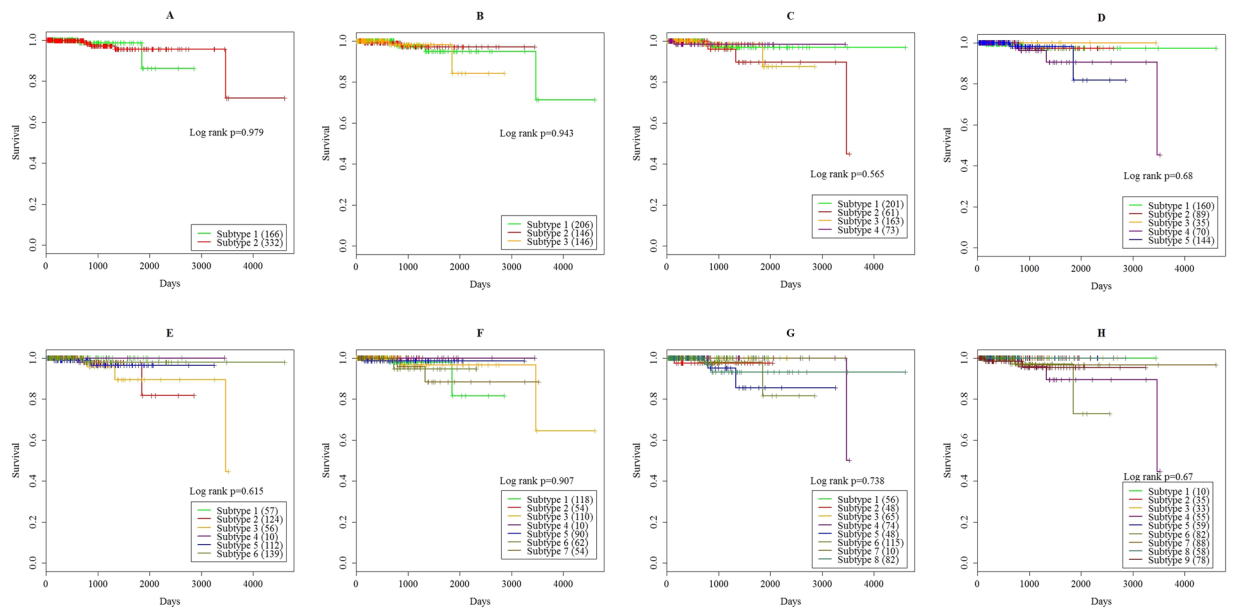 A
Survival
1.0
0.8
0.6
0.4
0.2
0.0
Log rank p=0.979
Subtype 1 (166)
Subtype 2 (332)
0 1000 2000 3000 4000
Days
B
Survival
1.0
0.8
0.6
0.4
0.2
0.0
Log rank p=0.943
Subtype 1 (206)
Subtype 2 (146)
Subtype 3 (146)
0 1000 2000 3000 4000
Days
C
Survival
1.0
0.8
0.6
0.4
0.2
0.0
Log rank p=0.565
Subtype 1 (201)
Subtype 2 (61)
Subtype 3 (163)
Subtype 4 (73)
0 1000 2000 3000 4000
Days
D
Survival
1.0
0.8
0.6
0.4
0.2
0.0
Log rank p=0.68
Subtype 1 (160)
Subtype 2 (89)
Subtype 3 (35)
Subtype 4 (70)
Subtype 5 (144)
0 1000 2000 3000 4000
Days
E
Survival
1.0
0.8
0.6
0.4
0.2
0.0
Log rank p=0.615
Subtype 1 (57)
Subtype 2 (124)
Subtype 3 (56)
Subtype 4 (10)
Subtype 5 (112)
Subtype 6 (139)
0 1000 2000 3000 4000
Days
F
Survival
1.0
0.8
0.6
0.4
0.2
0.0
Log rank p=0.907
Subtype 1 (118)
Subtype 2 (54)
Subtype 3 (110)
Subtype 4 (10)
Subtype 5 (90)
Subtype 6 (62)
Subtype 7 (54)
0 1000 2000 3000 4000
Days
G
Survival
1.0
0.8
0.6
0.4
0.2
0.0
Log rank p=0.738
Subtype 1 (56)
Subtype 2 (48)
Subtype 3 (65)
Subtype 4 (74)
Subtype 5 (48)
Subtype 6 (115)
Subtype 7 (10)
Subtype 8 (82)
0 1000 2000 3000 4000
Days
H
Survival
1.0
0.8
0.6
0.4
0.2
0.0
Log rank p=0.67
Subtype 1 (10)
Subtype 2 (35)
Subtype 3 (33)
Subtype 4 (55)
Subtype 5 (59)
Subtype 6 (82)
Subtype 7 (88)
Subtype 8 (58)
Subtype 9 (78)
0 1000 2000 3000 4000
Days